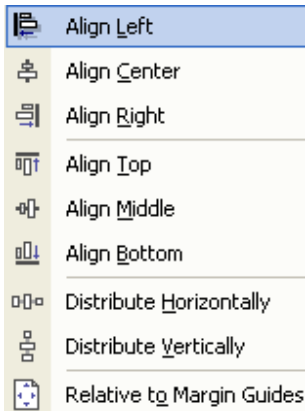 Align Left
Align Center
Align Right
Align Top
Align Middle
Align Bottom
Distribute Horizontally
Distribute Vertically
Relative to Margin Guides